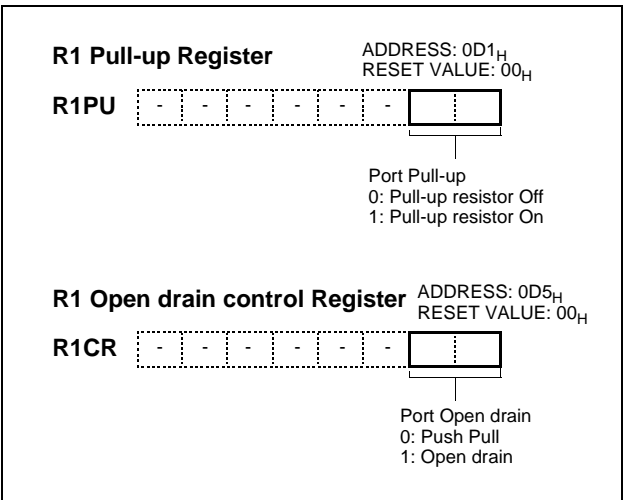 R1 Pull-up Register
ADDRESS: 0D1H
RESET VALUE: 00H
R1PU - - - - - -
Port Pull-up
0: Pull-up resistor Off
1: Pull-up resistor On
R1 Open drain control Register
ADDRESS: 0D5H
RESET VALUE: 00H
R1CR - - - - - -
Port Open drain
0: Push Pull
1: Open drain